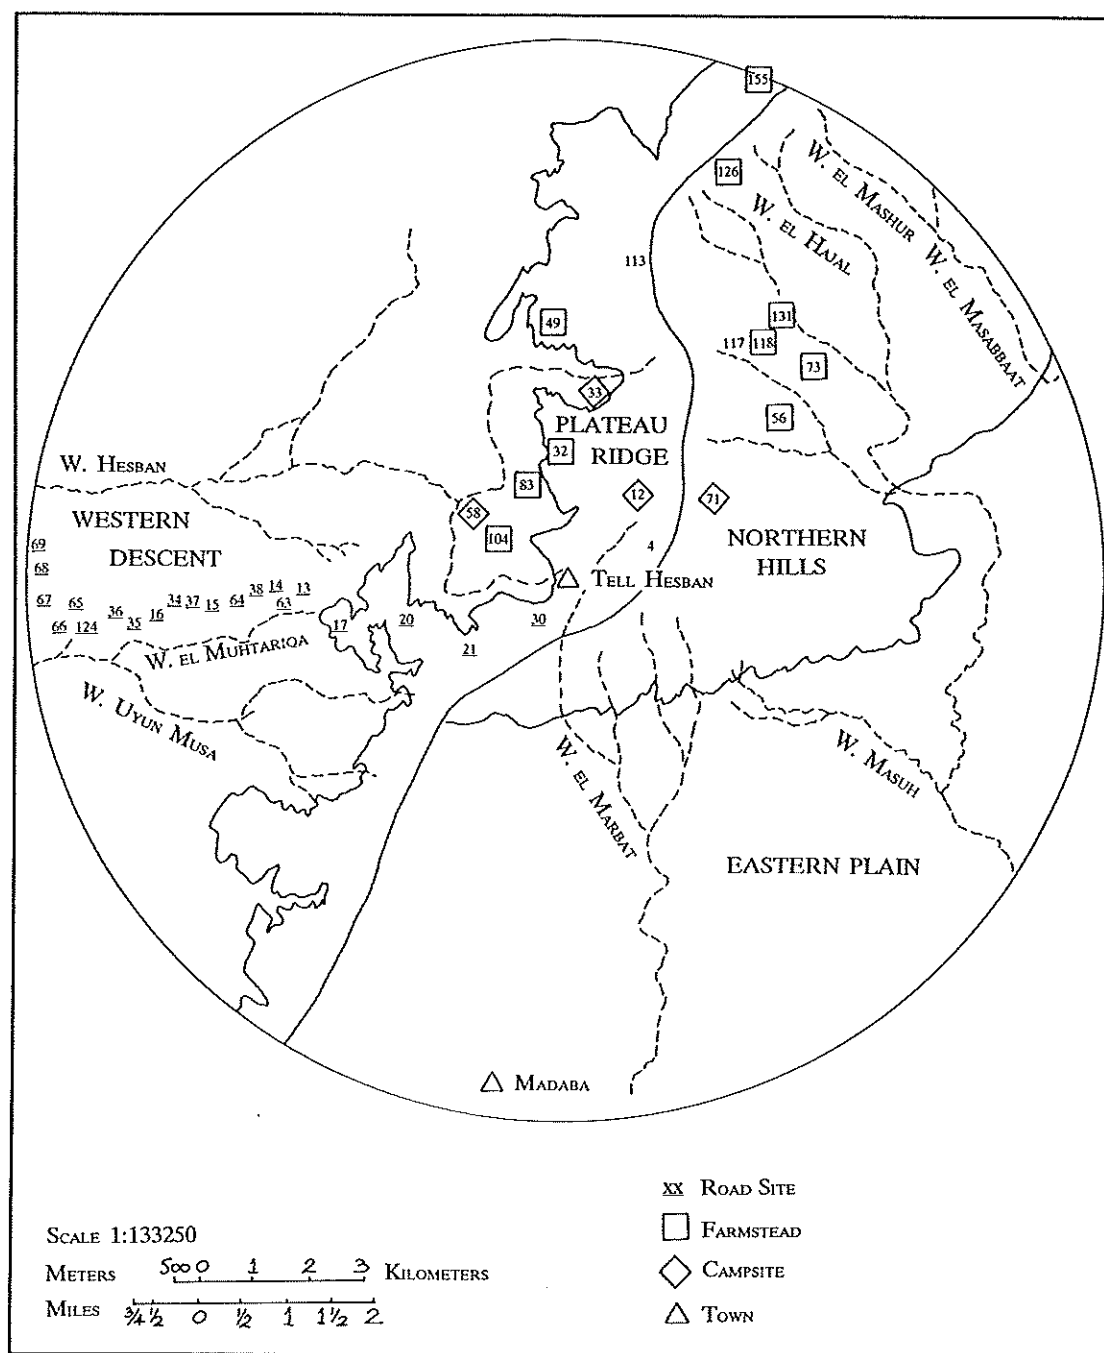 155
126
W. EL MASHUR
W. EL HAJAL
W. EL MASABBAAT
113
49
131
117
118
73
33
PLATEAU
RIDGE
56
32
W. HESBAN
83
12
71
58
WESTERN
DESCENT
104
NORTHERN
HILLS
4
69
68
TELL HESBAN
67
65
36
16
34
37
15
64
38
14
63
13
66
124
35
17
20
30
21
W. EL MUHTARIQA
W. UYUN MUSA
W. EL MARBAT
W. MASUH
EASTERN PLAIN
MADABA
SCALE 1:133250
METERS 500 0 1 2 3 KILOMETERS
MILES 3/4 1/2 0 1/2 1 1 1/2 2
XX ROAD SITE
FARMSTEAD
CAMPSITE
TOWN